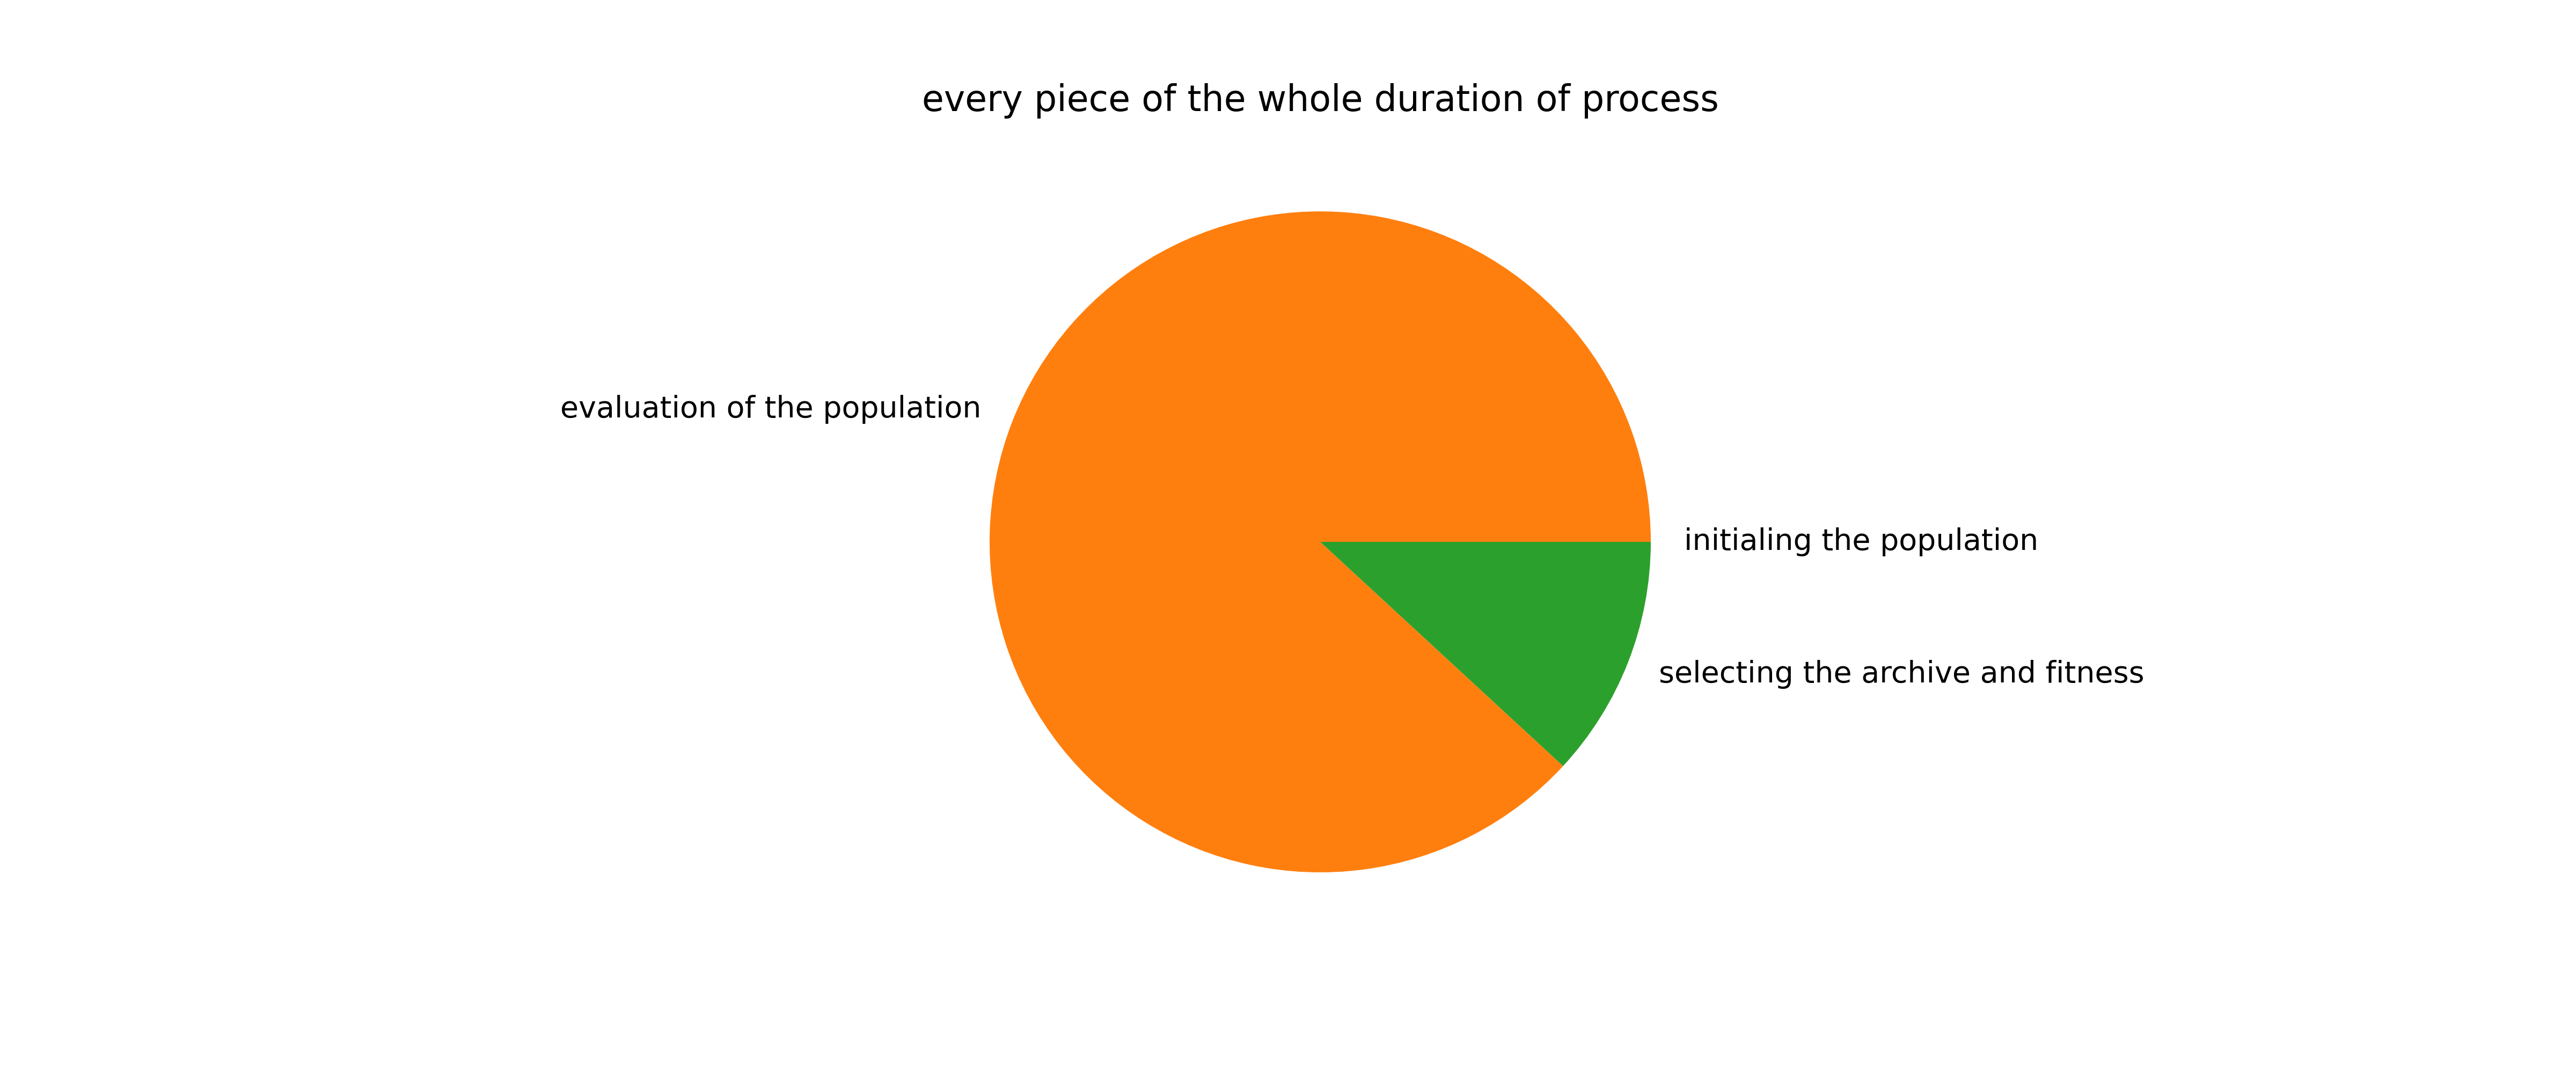 every piece of the whole duration of process
evaluation of the population
initialing the population
selecting the archive and fitness